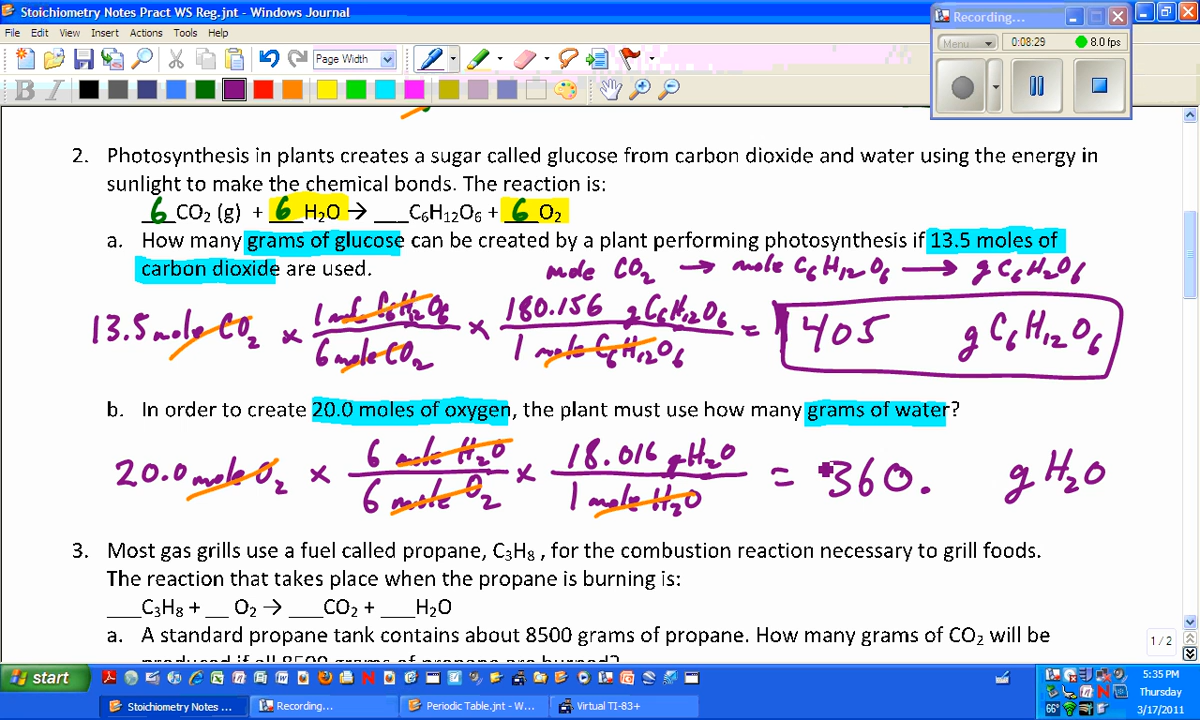 Stoichiometry Notes Pract WS Reg.jnt - Windows Journal
File Edit View Insert Actions Tools Help
Page Width
B I
Recording...
Menu 0:08:29 8.0 fps
2. Photosynthesis in plants creates a sugar called glucose from carbon dioxide and water using the energy in
sunlight to make the chemical bonds. The reaction is:
6 CO₂ (g) + 6 H₂O → ___C₆H₁₂O₆ + 6 O₂
a. How many grams of glucose can be created by a plant performing photosynthesis if 13.5 moles of
carbon dioxide are used.
mole CO₂ → mole C₆H₁₂O₆ → g C₆H₁₂O₆
1 mole C₆H₁₂O₆ 180.156 g C₆H₁₂O₆
13.5 mole CO₂ × × = 405 g C₆H₁₂O₆
6 mole CO₂ 1 mole C₆H₁₂O₆
b. In order to create 20.0 moles of oxygen, the plant must use how many grams of water?
6 mole H₂O 18.016 g H₂O
20.0 mole O₂ × × = 360. g H₂O
6 mole O₂ 1 mole H₂O
3. Most gas grills use a fuel called propane, C₃H₈ , for the combustion reaction necessary to grill foods.
The reaction that takes place when the propane is burning is:
___C₃H₈ + __ O₂ → ___CO₂ + ___H₂O
a. A standard propane tank contains about 8500 grams of propane. How many grams of CO₂ will be
produced if all 8500 grams of propane are burned?
1 / 2
start
Stoichiometry Notes ... Recording... Periodic Table.jnt - W... Virtual TI-83+
66°
5:35 PM
Thursday
3/17/2011